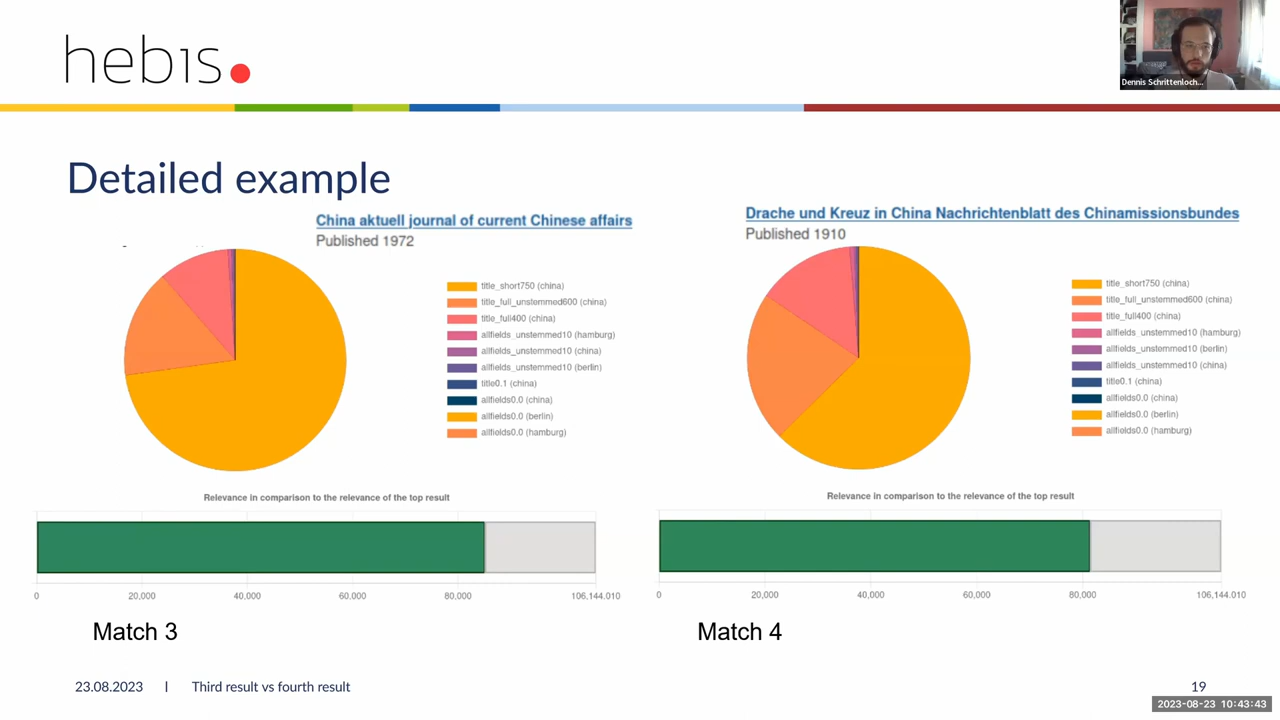 hebis
Dennis Schrittenloch...
Detailed example
China aktuell journal of current Chinese affairs
Published 1972
title_short750 (china)
title_full_unstemmed600 (china)
title_full400 (china)
allfields_unstemmed10 (hamburg)
allfields_unstemmed10 (china)
allfields_unstemmed10 (berlin)
title0.1 (china)
allfields0.0 (china)
allfields0.0 (berlin)
allfields0.0 (hamburg)
Relevance in comparison to the relevance of the top result
0 20,000 40,000 60,000 80,000 106,144.010
Match 3
Drache und Kreuz in China Nachrichtenblatt des Chinamissionsbundes
Published 1910
title_short750 (china)
title_full_unstemmed600 (china)
title_full400 (china)
allfields_unstemmed10 (hamburg)
allfields_unstemmed10 (berlin)
allfields_unstemmed10 (china)
title0.1 (china)
allfields0.0 (china)
allfields0.0 (berlin)
allfields0.0 (hamburg)
Relevance in comparison to the relevance of the top result
0 20,000 40,000 60,000 80,000 106,144.010
Match 4
23.08.2023 | Third result vs fourth result
19
2023-08-23 10:43:43